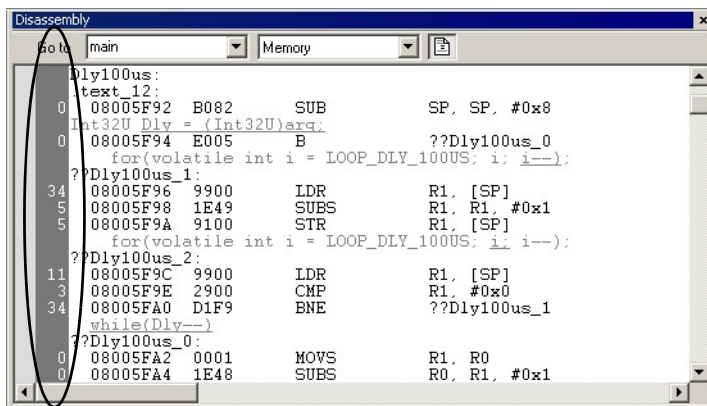 Disassembly
Go to main Memory
Dly100us:
.text_12:
0 08005F92 B082 SUB SP, SP, #0x8
Int32U Dly = (Int32U)arg;
0 08005F94 E005 B ??Dly100us_0
for(volatile int i = LOOP_DLY_100US; i; i--);
??Dly100us_1:
34 08005F96 9900 LDR R1, [SP]
5 08005F98 1E49 SUBS R1, R1, #0x1
5 08005F9A 9100 STR R1, [SP]
for(volatile int i = LOOP_DLY_100US; i; i--);
??Dly100us_2:
11 08005F9C 9900 LDR R1, [SP]
3 08005F9E 2900 CMP R1, #0x0
34 08005FA0 D1F9 BNE ??Dly100us_1
while(Dly--)
??Dly100us_0:
0 08005FA2 0001 MOVS R1, R0
0 08005FA4 1E48 SUBS R0, R1, #0x1